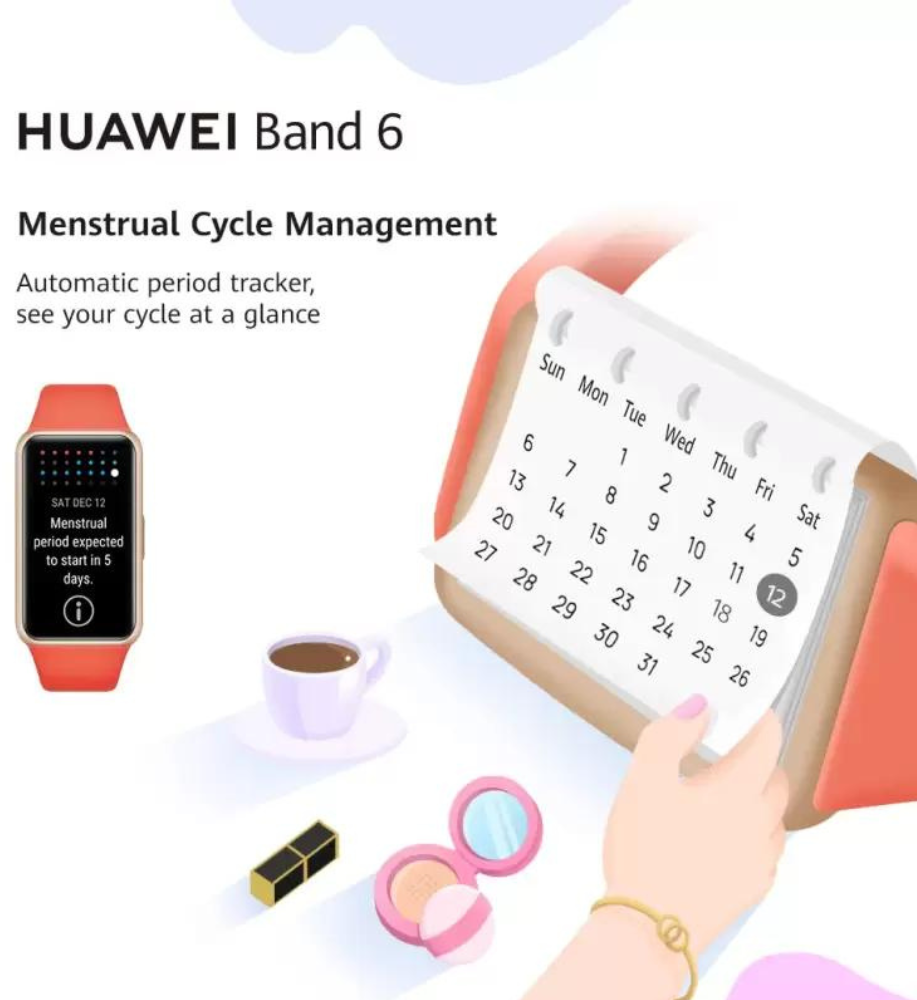 HUAWEI Band 6
Menstrual Cycle Management
Automatic period tracker,
see your cycle at a glance
SAT DEC 12
Menstrual
period expected
to start in 5
days.
i
Sun Mon Tue Wed Thu Fri Sat
1 2 3 4 5
6 7 8 9 10 11 12
13 14 15 16 17 18 19
20 21 22 23 24 25 26
27 28 29 30 31